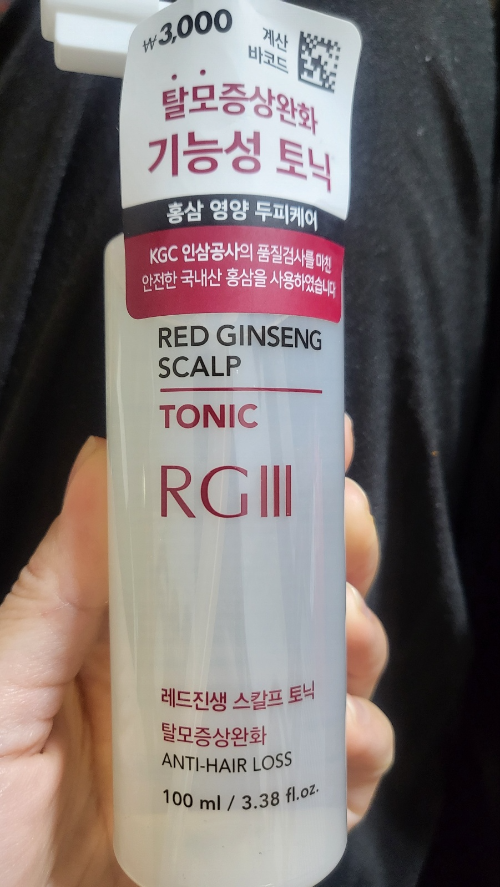 ₩3,000
계산
바코드
탈모증상완화
기능성 토닉
홍삼 영양 두피케어
KGC 인삼공사의 품질검사를 마친
안전한 국내산 홍삼을 사용하였습니다
RED GINSENG
SCALP
TONIC
RGIII
레드진생 스칼프 토닉
탈모증상완화
ANTI-HAIR LOSS
100 ml / 3.38 fl.oz.